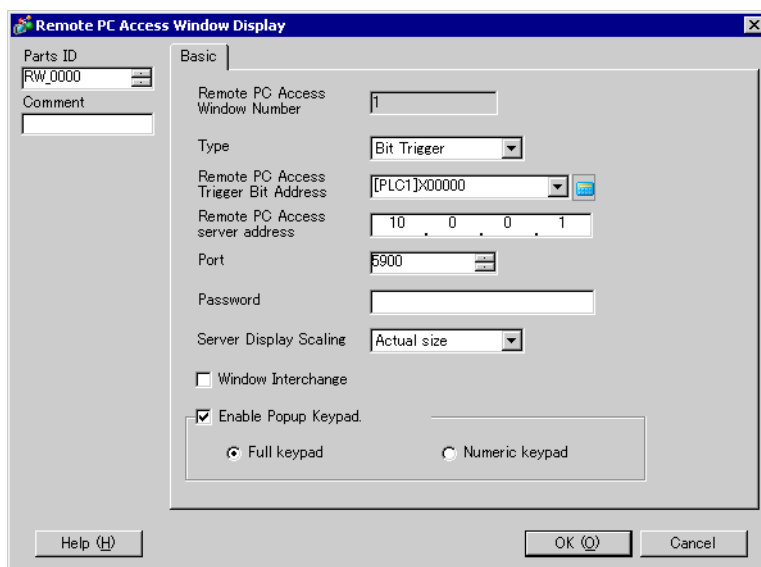 Remote PC Access Window Display
Parts ID
RW_0000
Comment
Basic
Remote PC Access
Window Number
1
Type
Bit Trigger
Remote PC Access
Trigger Bit Address
[PLC1]X00000
Remote PC Access
server address
10 . 0 . 0 . 1
Port
5900
Password
Server Display Scaling
Actual size
Window Interchange
Enable Popup Keypad.
Full keypad
Numeric keypad
Help (H)
OK (O)
Cancel